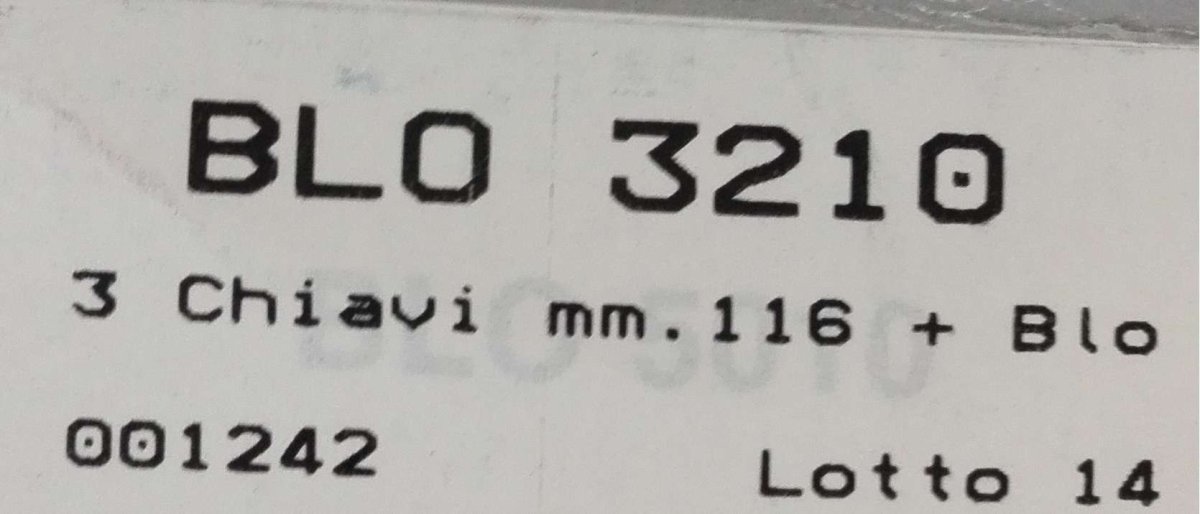 BLO 3210
3 Chiavi mm.116 + Blo
001242 Lotto 14